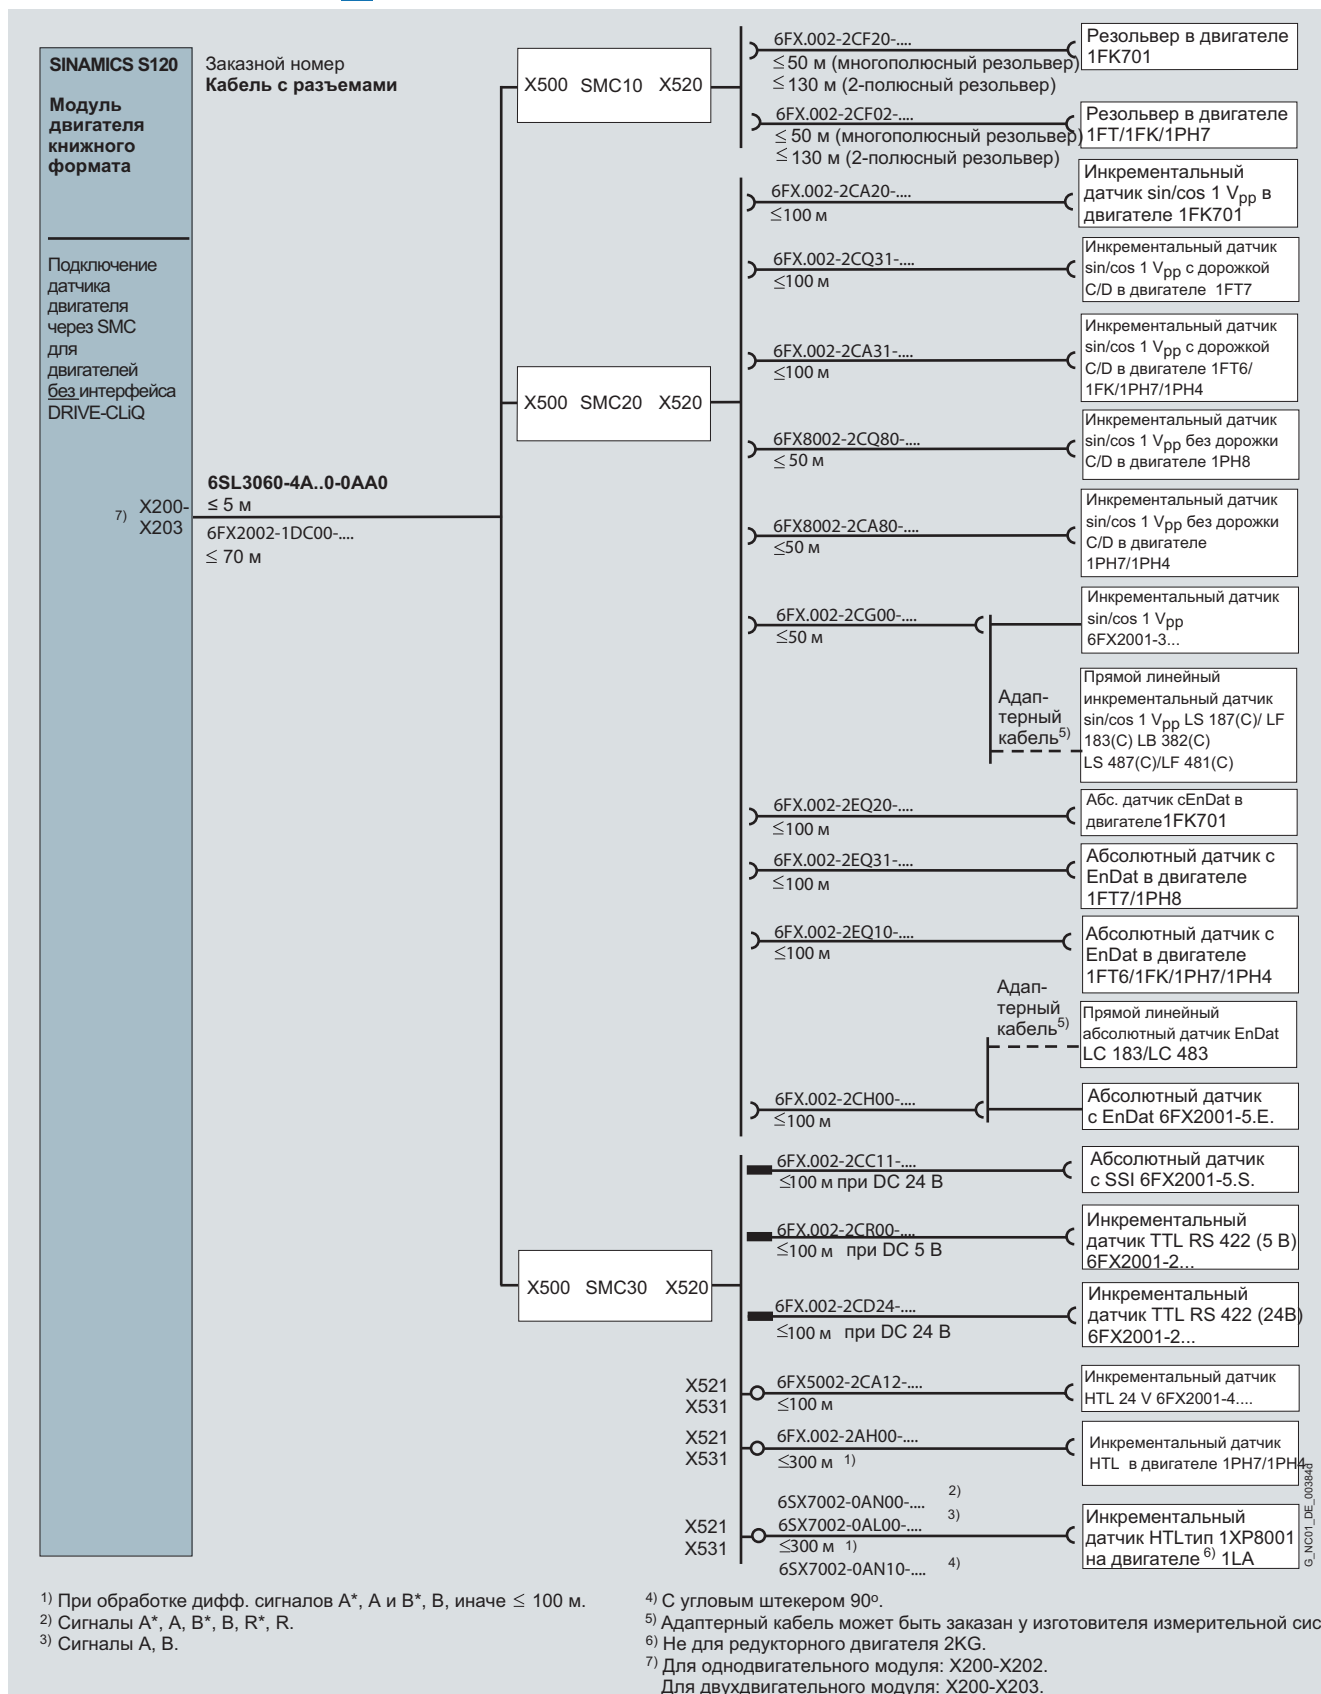 SINAMICS S120
Модуль
двигателя
книжного
формата
Подключение
датчика
двигателя
через SMC
для
двигателей
без интерфейса
DRIVE-CLiQ
7) X200-
X203
Заказной номер
Кабель с разъемами
6SL3060-4A..0-0AA0
≤ 5 м
6FX2002-1DC00-....
≤ 70 м
X500 SMC10 X520
6FX.002-2CF20-....
≤ 50 м (многополюсный резольвер)
≤ 130 м (2-полюсный резольвер)
Резольвер в двигателе
1FK701
6FX.002-2CF02-....
≤ 50 м (многополюсный резольвер)
≤ 130 м (2-полюсный резольвер)
Резольвер в двигателе
1FT/1FK/1PH7
X500 SMC20 X520
6FX.002-2CA20-....
≤100 м
Инкрементальный
датчик sin/cos 1 Vpp в
двигателе 1FK701
6FX.002-2CQ31-....
≤100 м
Инкрементальный датчик
sin/cos 1 Vpp с дорожкой
C/D в двигателе 1FT7
6FX.002-2CA31-....
≤100 м
Инкрементальный датчик
sin/cos 1 Vpp с дорожкой
C/D в двигателе 1FT6/
1FK/1PH7/1PH4
6FX8002-2CQ80-....
≤ 50 м
Инкрементальный датчик
sin/cos 1 Vpp без дорожки
C/D в двигателе 1PH8
6FX8002-2CA80-....
≤50 м
Инкрементальный датчик
sin/cos 1 Vpp без дорожки
C/D в двигателе
1PH7/1PH4
6FX.002-2CG00-....
≤50 м
Инкрементальный датчик
sin/cos 1 Vpp
6FX2001-3...
Адап-
терный
кабель5)
Прямой линейный
инкрементальный датчик
sin/cos 1 Vpp LS 187(C)/ LF
183(C) LB 382(C)
LS 487(C)/LF 481(C)
6FX.002-2EQ20-....
≤100 м
Абс. датчик сEnDat в
двигателе1FK701
6FX.002-2EQ31-....
≤100 м
Абсолютный датчик с
EnDat в двигателе
1FT7/1PH8
6FX.002-2EQ10-....
≤100 м
Абсолютный датчик с
EnDat в двигателе
1FT6/1FK/1PH7/1PH4
Адап-
терный
кабель5)
Прямой линейный
абсолютный датчик EnDat
LC 183/LC 483
6FX.002-2CH00-....
≤100 м
Абсолютный датчик
с EnDat 6FX2001-5.E.
X500 SMC30 X520
6FX.002-2CC11-....
≤100 м при DC 24 В
Абсолютный датчик
с SSI 6FX2001-5.S.
6FX.002-2CR00-....
≤100 м при DC 5 В
Инкрементальный
датчик TTL RS 422 (5 В)
6FX2001-2...
6FX.002-2CD24-....
≤100 м при DC 24 В
Инкрементальный
датчик TTL RS 422 (24В)
6FX2001-2...
X521
X531
6FX5002-2CA12-....
≤100 м
Инкрементальный датчик
HTL 24 V 6FX2001-4....
X521
X531
6FX.002-2AH00-....
≤300 м 1)
Инкрементальный датчик
HTL в двигателе 1PH7/1PH4
X521
X531
6SX7002-0AN00-.... 2)
6SX7002-0AL00-.... 3)
≤300 м 1)
6SX7002-0AN10-.... 4)
Инкрементальный
датчик HTLтип 1XP8001
на двигателе 6) 1LA
G_NC01_DE_00384d
1) При обработке дифф. сигналов A*, A и B*, B, иначе ≤ 100 м.
2) Сигналы A*, A, B*, B, R*, R.
3) Сигналы A, B.
4) С угловым штекером 90º.
5) Адаптерный кабель может быть заказан у изготовителя измерительной сис
6) Не для редукторного двигателя 2KG.
7) Для однодвигательного модуля: X200-X202.
Для двухдвигательного модуля: X200-X203.